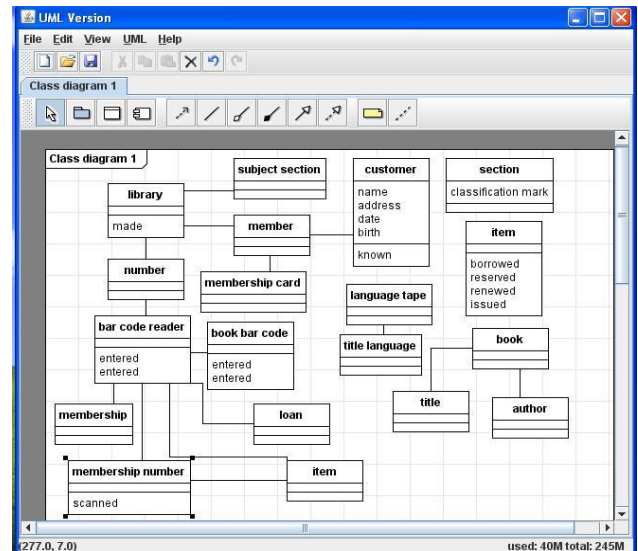 UML Version
File Edit View UML Help
Class diagram 1
Class diagram 1
subject section
customer
name
address
date
birth
known
section
classification mark
library
made
member
item
borrowed
reserved
renewed
issued
number
membership card
language tape
bar code reader
entered
entered
book bar code
entered
entered
title language
book
membership
loan
title
author
membership number
scanned
item
(277.0, 7.0)
used: 40M total: 245M